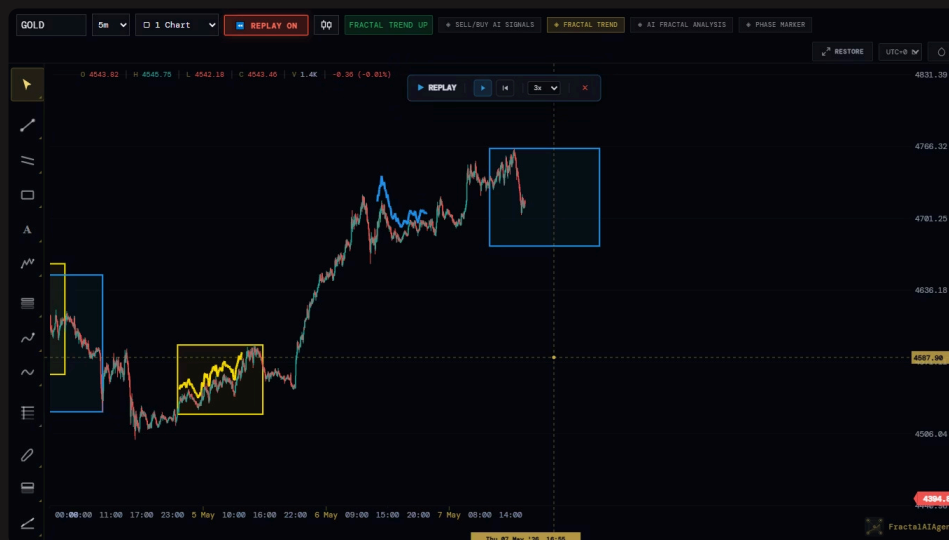 GOLD 5m 1 Chart REPLAY ON FRACTAL TREND UP SELL/BUY AI SIGNALS FRACTAL TREND AI FRACTAL ANALYSIS PHASE MARKER
RESTORE UTC+0
O 4543.82 H 4545.75 L 4542.18 C 4543.46 V 1.4K -0.36 (-0.01%)
REPLAY 3x
4831.39
4766.32
4701.25
A
4636.18
4587.90
4506.04
11:00 17:00 23:00 5 May 10:00 16:00 22:00 6 May 09:00 15:00 20:00 7 May 08:00 14:00
FractalAIAgen